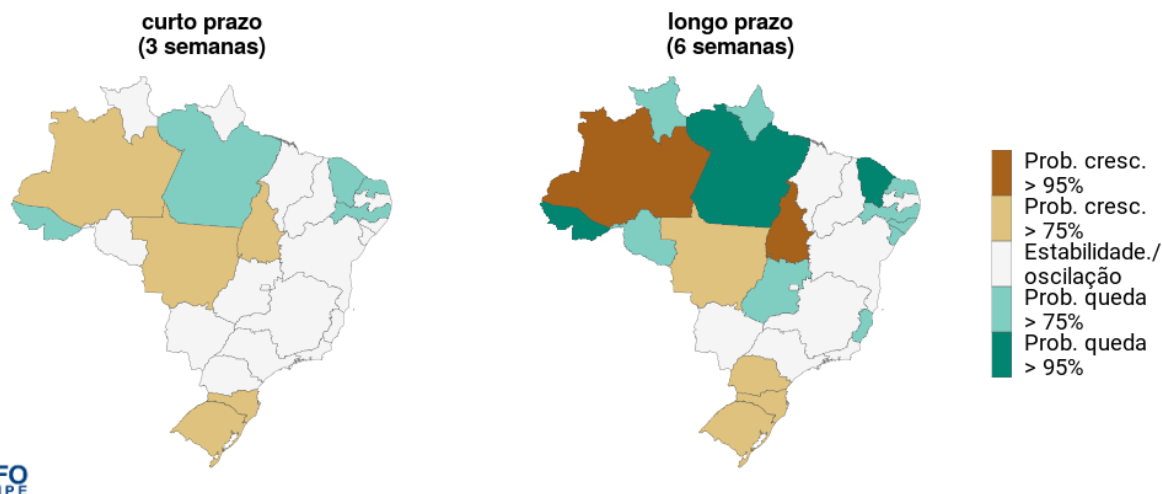 curto prazo
(3 semanas)
longo prazo
(6 semanas)
Prob. cresc.
> 95%
Prob. cresc.
> 75%
Estabilidade./
oscilação
Prob. queda
> 75%
Prob. queda
> 95%